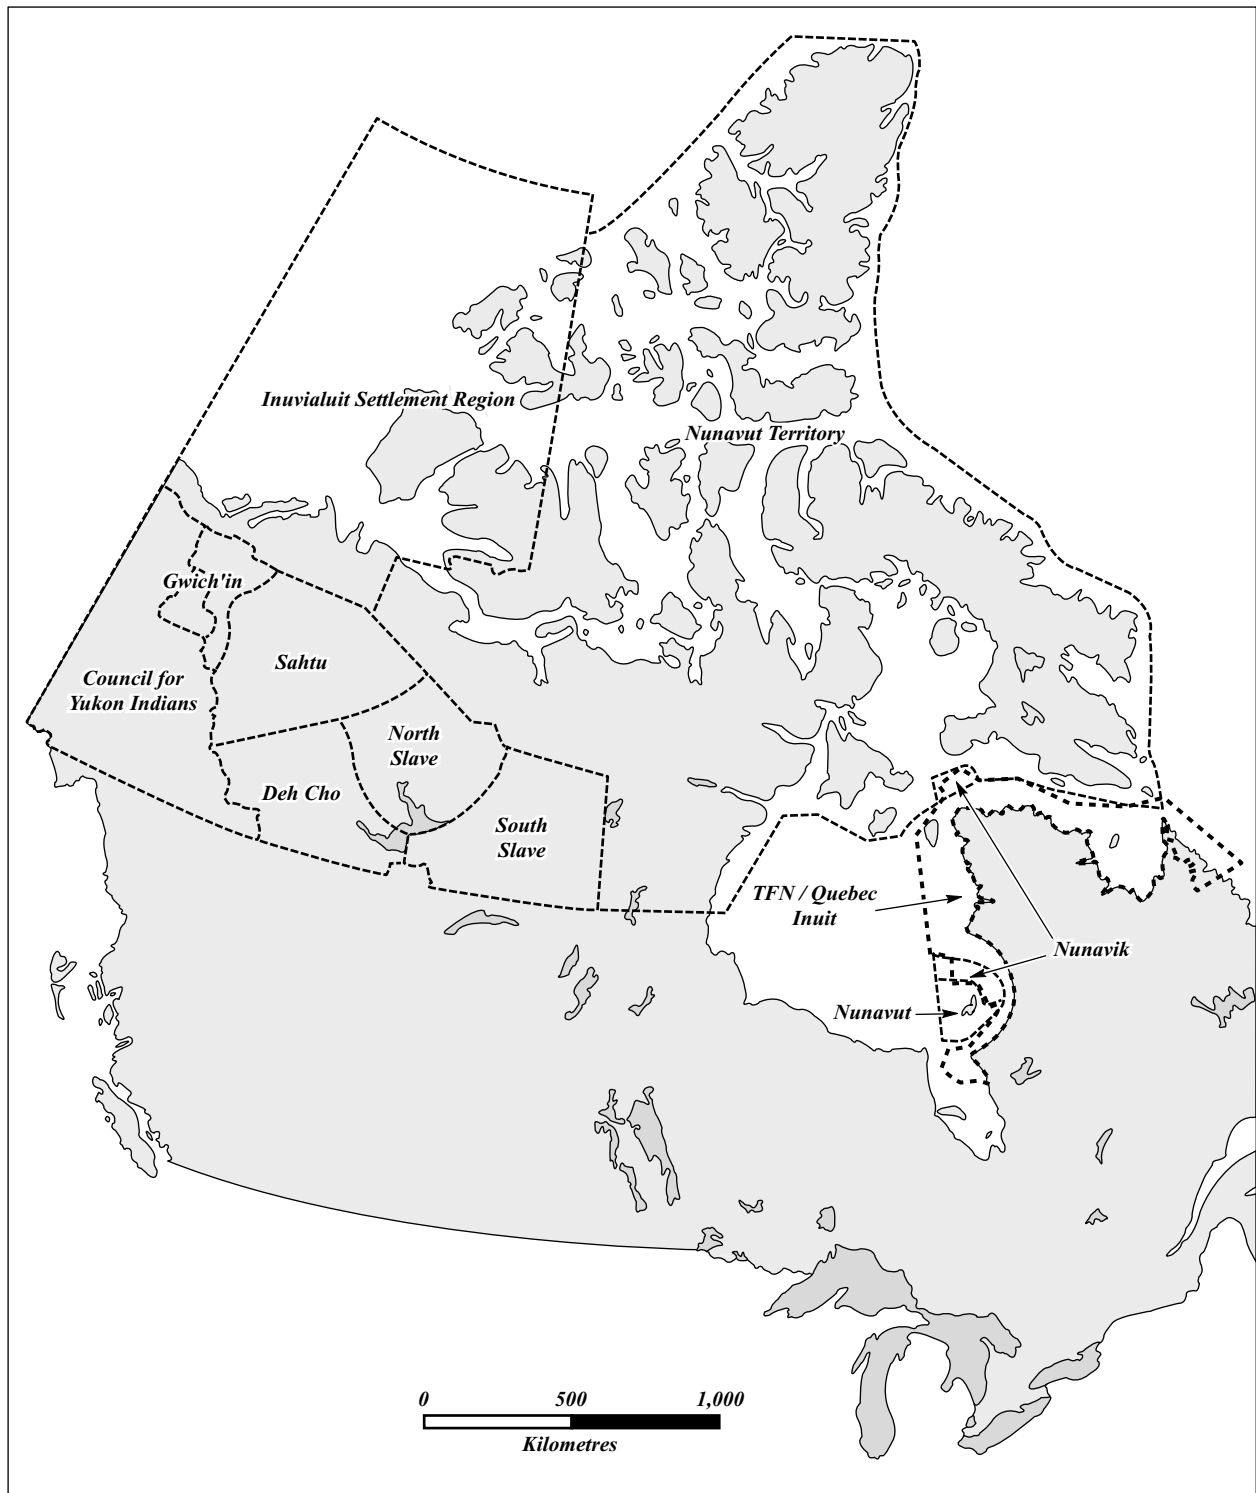 Inuvialuit Settlement Region
Nunavut Territory
Gwich'in
Sahtu
Council for
Yukon Indians
North
Slave
Deh Cho
South
Slave
TFN / Quebec
Inuit
Nunavik
Nunavut
0 500 1,000
Kilometres